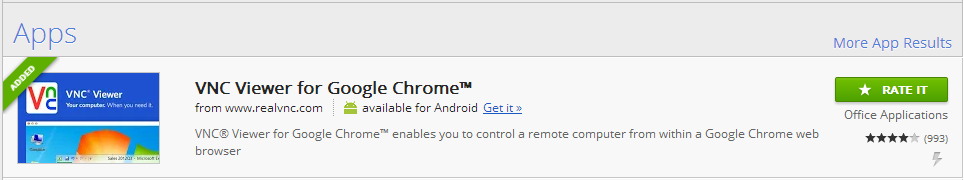 Apps
More App Results
ADDED
VNC® Viewer
Your computer. When you need it.
VNC Viewer for Google Chrome™
from www.realvnc.com
available for Android Get it »
VNC® Viewer for Google Chrome™ enables you to control a remote computer from within a Google Chrome web
browser
RATE IT
Office Applications
(993)